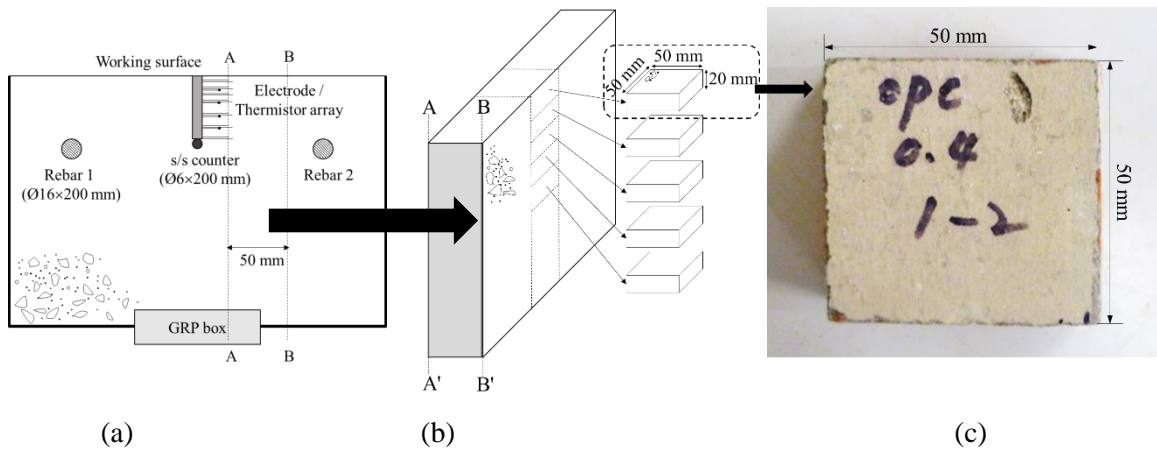 Working surface
A
B
Electrode /
Thermistor array
s/s counter
(Ø6×200 mm)
Rebar 1
(Ø16×200 mm)
Rebar 2
50 mm
GRP box
A
B
A
B
A'
B'
50 mm
50 mm
20 mm
50 mm
50 mm
opc
0.4
1-2
(a)
(b)
(c)